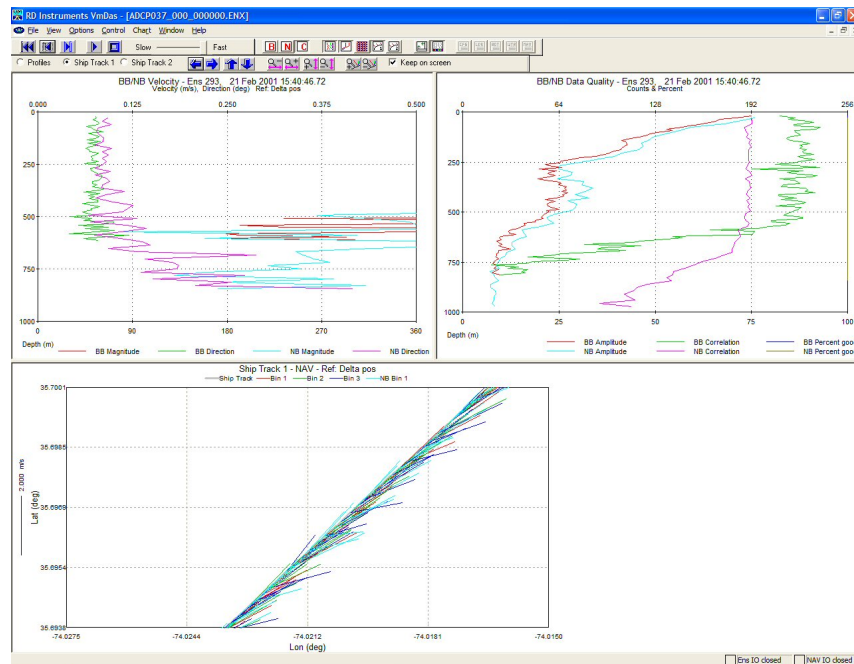 RD Instruments VmDas - [ADCP037_000_000000.ENX]
File View Options Control Chart Window Help
Slow Fast B N C
Profiles Ship Track 1 Ship Track 2 Keep on screen
BB/NB Velocity - Ens 293, 21 Feb 2001 15:40:46.72
Velocity (m/s), Direction (deg) Ref: Delta pos
0.000 0.125 0.250 0.375 0.500
0
250
500
750
1000
0 90 180 270 360
Depth (m)
BB Magnitude BB Direction NB Magnitude NB Direction
BB/NB Data Quality - Ens 293, 21 Feb 2001 15:40:46.72
Counts & Percent
0 64 128 192 256
0
250
500
750
1000
0 25 50 75 100
Depth (m)
BB Amplitude BB Correlation BB Percent goo
NB Amplitude NB Correlation NB Percent goo
Ship Track 1 - NAV - Ref: Delta pos
Ship Track Bin 1 Bin 2 Bin 3 NB Bin 1
35.7001
35.6985
35.6969
35.6954
35.6938
2.000 m/s
Lat (deg)
-74.0275 -74.0244 -74.0212 -74.0181 -74.0150
Lon (deg)
Ens IO closed NAV IO closed